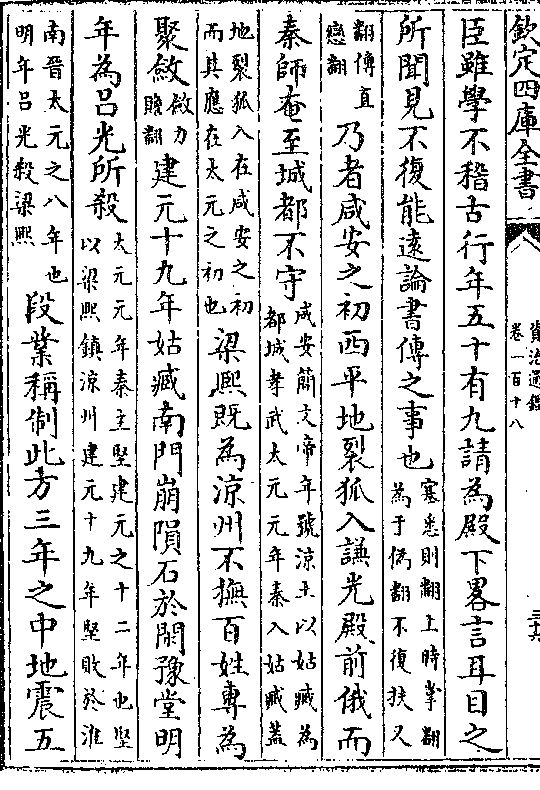 欽定四庫全書
資治通鑑
卷一百十八
臣雖學不稽古行年五十有九請為殿下畧言耳目之
所聞見不復能遠論書傳之事也
塞悉則翻上時掌翻
為于偽翻不復扶又
翻傳直
戀翻
乃者咸安之初西平地裂狐入謙光殿前俄而
秦師奄至城都不守
咸安簡文帝年號涼土以姑臧為
都城孝武太元元年秦入姑臧蓋
地裂狐入在咸安之初
而其應在太元之初也
梁熙既為涼州不撫百姓專為
聚斂
斂力
贍翻
建元十九年姑臧南門崩隕石於閑豫堂明
年為呂光所殺
太元元年秦主堅建元之十二年也堅
以梁熙鎮涼州建元十九年堅敗於淮
南晉太元之八年也
明年呂光殺梁熙
段業稱制此方三年之中地震五